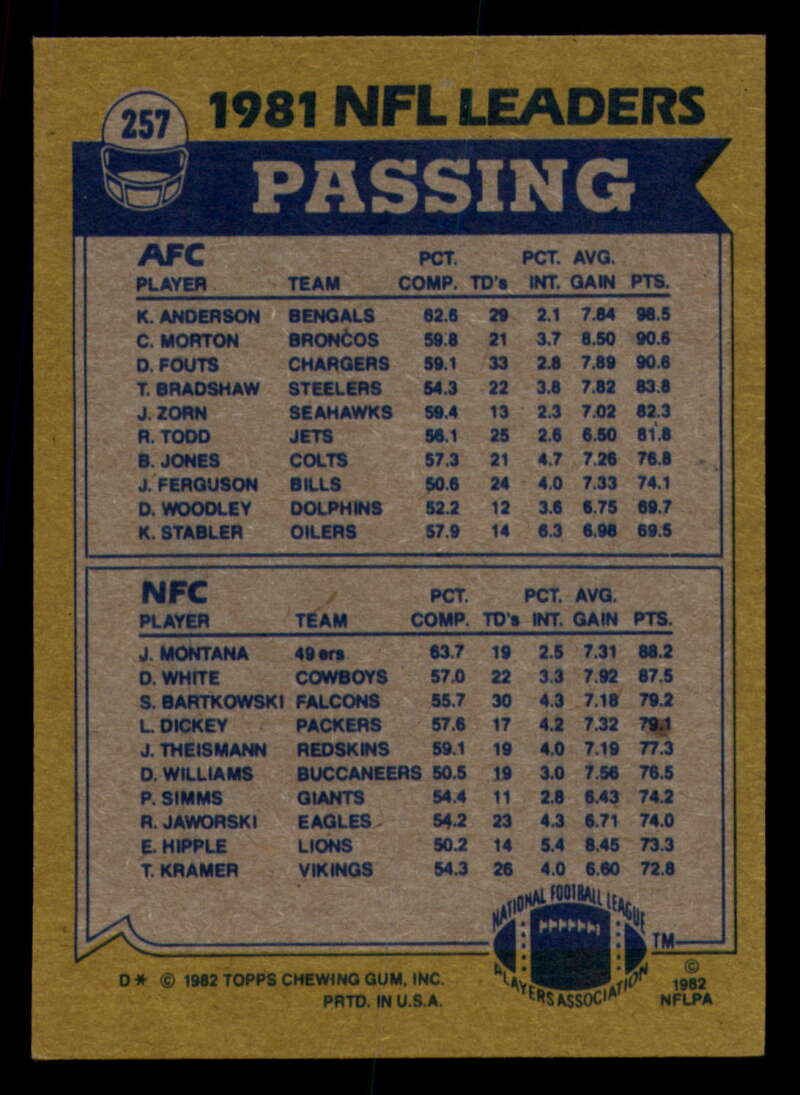 257
1981 NFL LEADERS
PASSING
AFC PCT. PCT. AVG.
PLAYER TEAM COMP. TD's INT. GAIN PTS.
K. ANDERSON BENGALS 62.6 29 2.1 7.84 98.5
C. MORTON BRONCOS 59.8 21 3.7 8.50 90.6
D. FOUTS CHARGERS 59.1 33 2.8 7.89 90.6
T. BRADSHAW STEELERS 54.3 22 3.8 7.82 83.8
J. ZORN SEAHAWKS 59.4 13 2.3 7.02 82.3
R. TODD JETS 56.1 25 2.6 6.50 81.8
B. JONES COLTS 57.3 21 4.7 7.26 76.8
J. FERGUSON BILLS 50.6 24 4.0 7.33 74.1
D. WOODLEY DOLPHINS 52.2 12 3.6 6.75 69.7
K. STABLER OILERS 57.9 14 6.3 6.98 69.5
NFC PCT. PCT. AVG.
PLAYER TEAM COMP. TD's INT. GAIN PTS.
J. MONTANA 49ers 63.7 19 2.5 7.31 88.2
D. WHITE COWBOYS 57.0 22 3.3 7.92 87.5
S. BARTKOWSKI FALCONS 55.7 30 4.3 7.18 79.2
L. DICKEY PACKERS 57.6 17 4.2 7.32 79.1
J. THEISMANN REDSKINS 59.1 19 4.0 7.19 77.3
D. WILLIAMS BUCCANEERS 50.5 19 3.0 7.56 76.5
P. SIMMS GIANTS 54.4 11 2.8 6.43 74.2
R. JAWORSKI EAGLES 54.2 23 4.3 6.71 74.0
E. HIPPLE LIONS 50.2 14 5.4 8.45 73.3
T. KRAMER VIKINGS 54.3 26 4.0 6.60 72.8
NATIONAL FOOTBALL LEAGUE
PLAYERS ASSOCIATION
TM
D* © 1982 TOPPS CHEWING GUM, INC.
PRTD. IN U.S.A.
©
1982
NFLPA